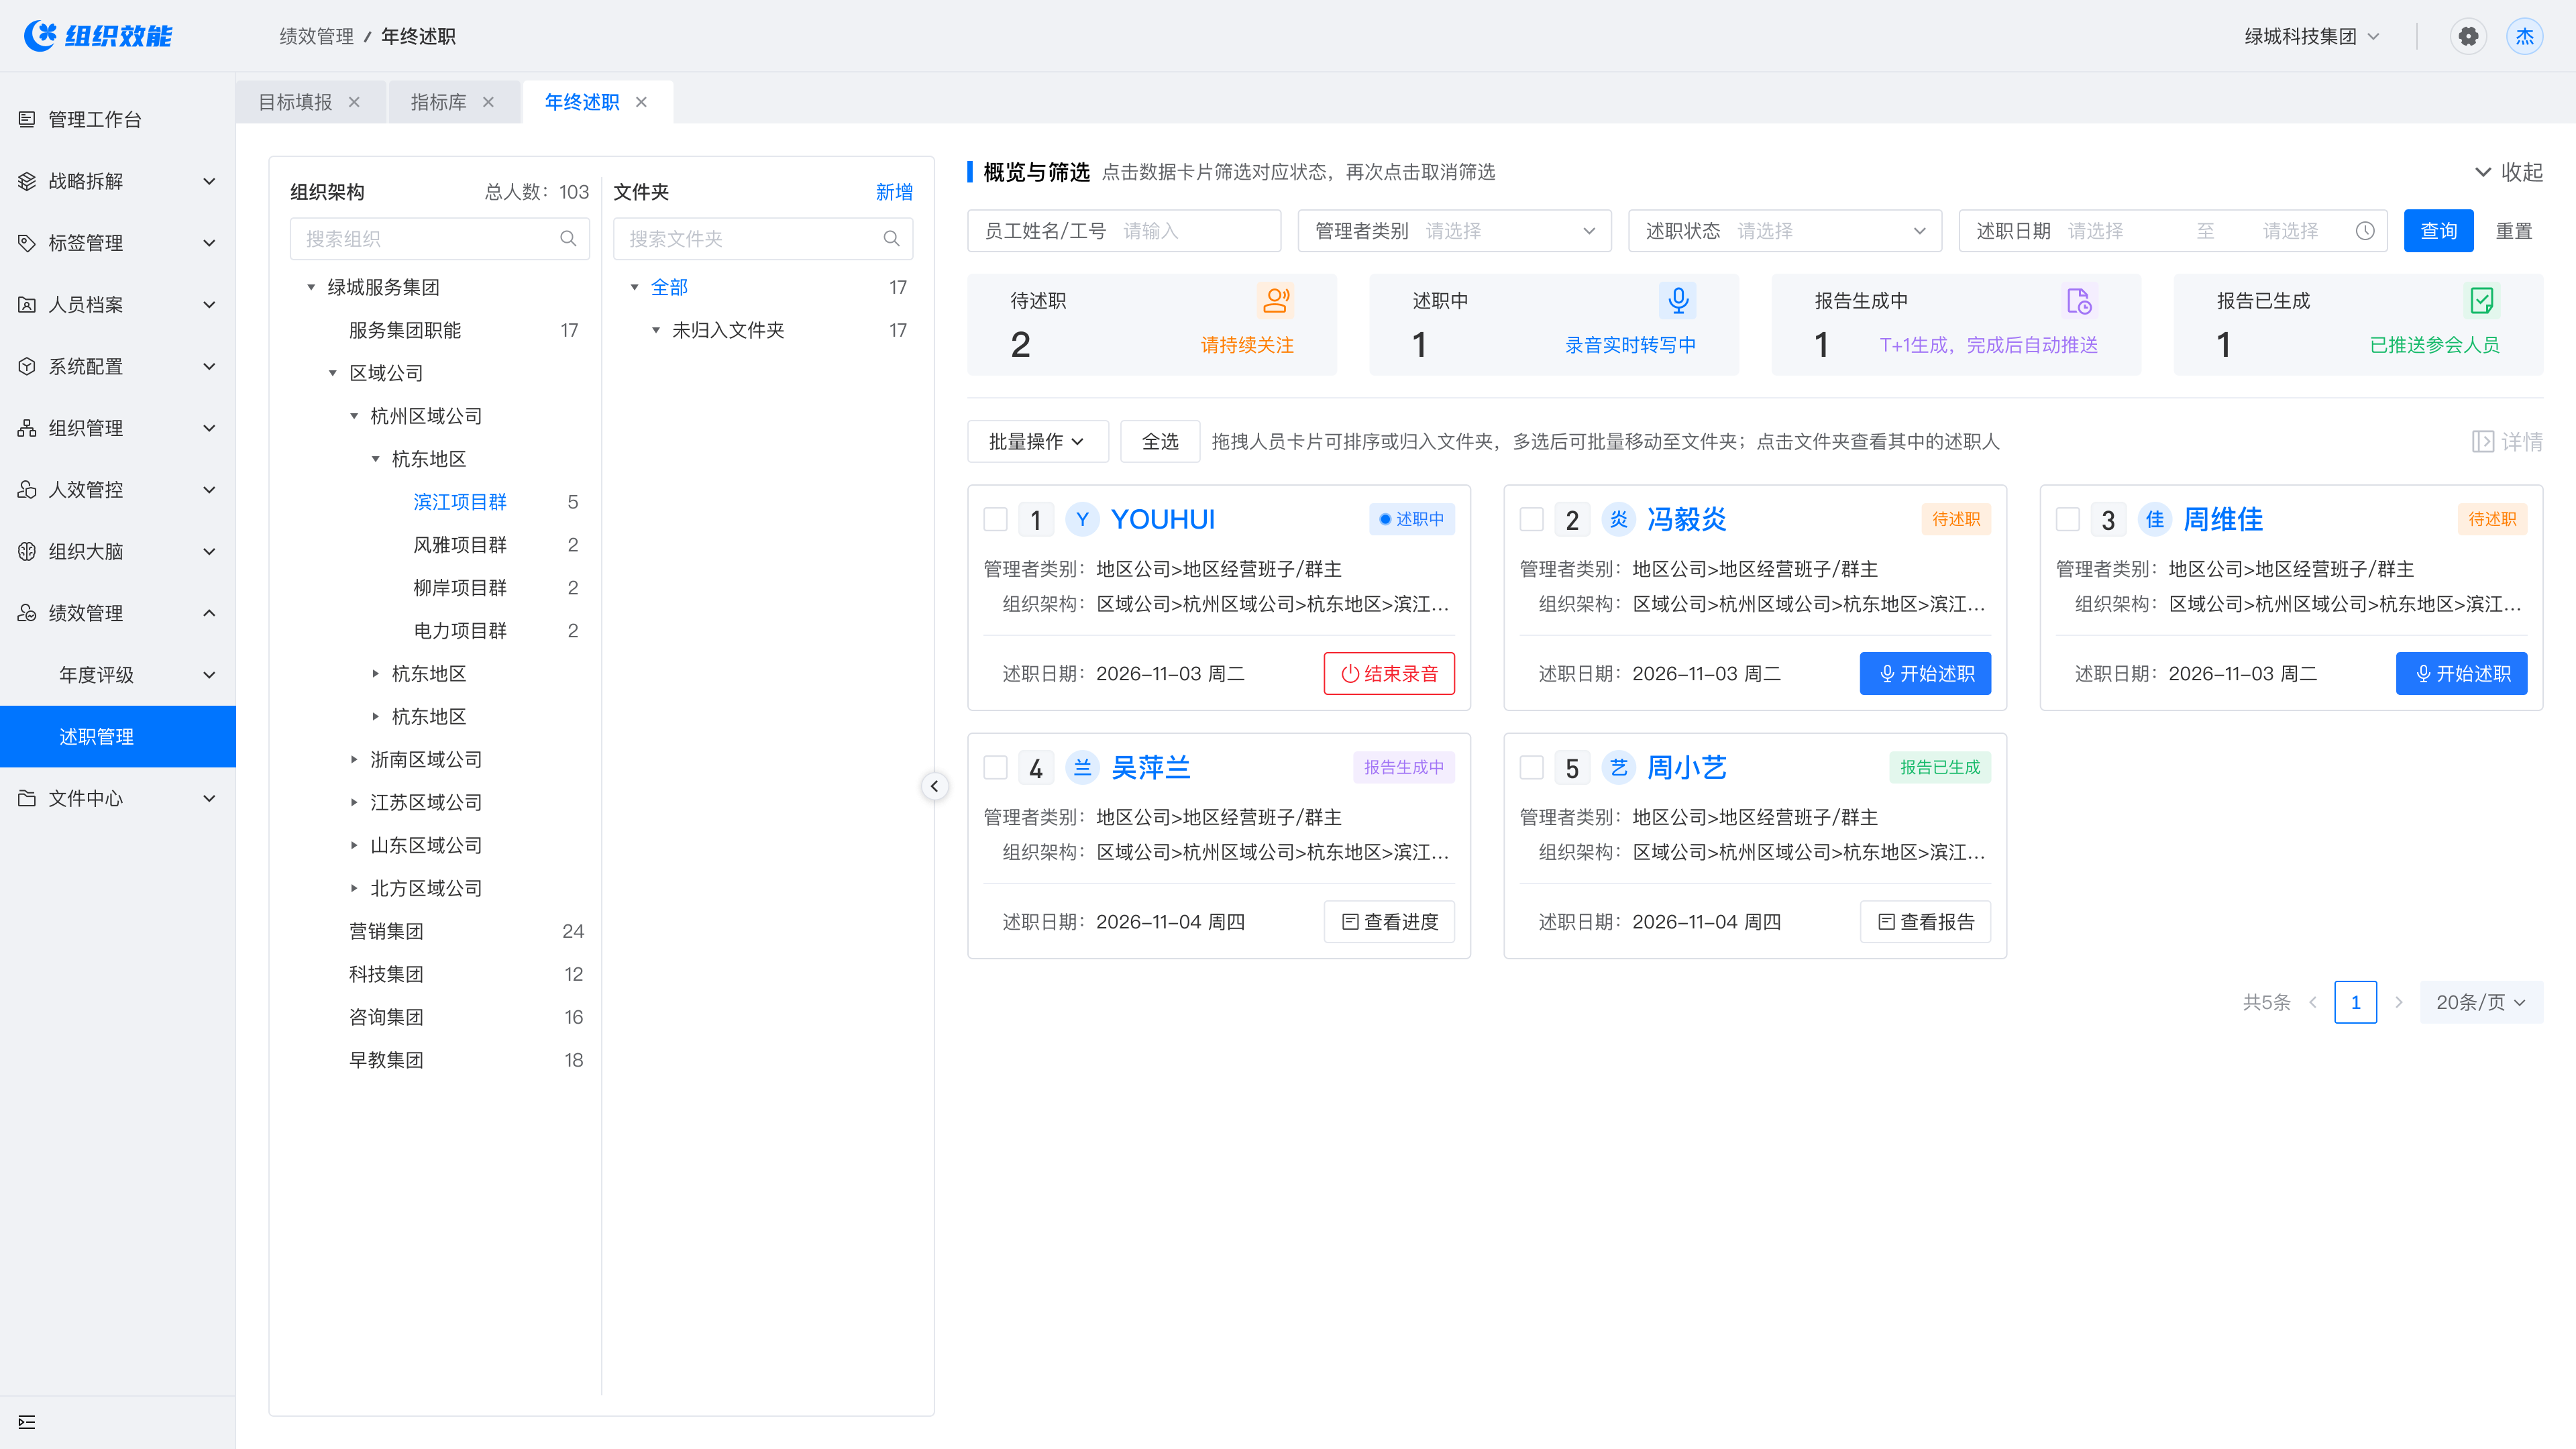 组织效能
绩效管理 / 年终述职
绿城科技集团
杰
管理工作台
战略拆解
标签管理
人员档案
系统配置
组织管理
人效管控
组织大脑
绩效管理
年度评级
述职管理
文件中心
目标填报
指标库
年终述职
组织架构 总人数：103
搜索组织
绿城服务集团
服务集团职能 17
区域公司
杭州区域公司
杭东地区
滨江项目群 5
风雅项目群 2
柳岸项目群 2
电力项目群 2
杭东地区
杭东地区
浙南区域公司
江苏区域公司
山东区域公司
北方区域公司
营销集团 24
科技集团 12
咨询集团 16
早教集团 18
文件夹 新增
搜索文件夹
全部 17
未归入文件夹 17
概览与筛选 点击数据卡片筛选对应状态，再次点击取消筛选 收起
员工姓名/工号 请输入 管理者类别 请选择 述职状态 请选择 述职日期 请选择 至 请选择 查询 重置
待述职
2 请持续关注
述职中
1 录音实时转写中
报告生成中
1 T+1生成，完成后自动推送
报告已生成
1 已推送参会人员
批量操作 全选 拖拽人员卡片可排序或归入文件夹，多选后可批量移动至文件夹；点击文件夹查看其中的述职人 详情
1 Y YOUHUI 述职中
管理者类别：地区公司>地区经营班子/群主
组织架构：区域公司>杭州区域公司>杭东地区>滨江...
述职日期：2026-11-03 周二 结束录音
2 炎 冯毅炎 待述职
管理者类别：地区公司>地区经营班子/群主
组织架构：区域公司>杭州区域公司>杭东地区>滨江...
述职日期：2026-11-03 周二 开始述职
3 佳 周维佳 待述职
管理者类别：地区公司>地区经营班子/群主
组织架构：区域公司>杭州区域公司>杭东地区>滨江...
述职日期：2026-11-03 周二 开始述职
4 兰 吴萍兰 报告生成中
管理者类别：地区公司>地区经营班子/群主
组织架构：区域公司>杭州区域公司>杭东地区>滨江...
述职日期：2026-11-04 周四 查看进度
5 艺 周小艺 报告已生成
管理者类别：地区公司>地区经营班子/群主
组织架构：区域公司>杭州区域公司>杭东地区>滨江...
述职日期：2026-11-04 周四 查看报告
共5条 1 20条/页